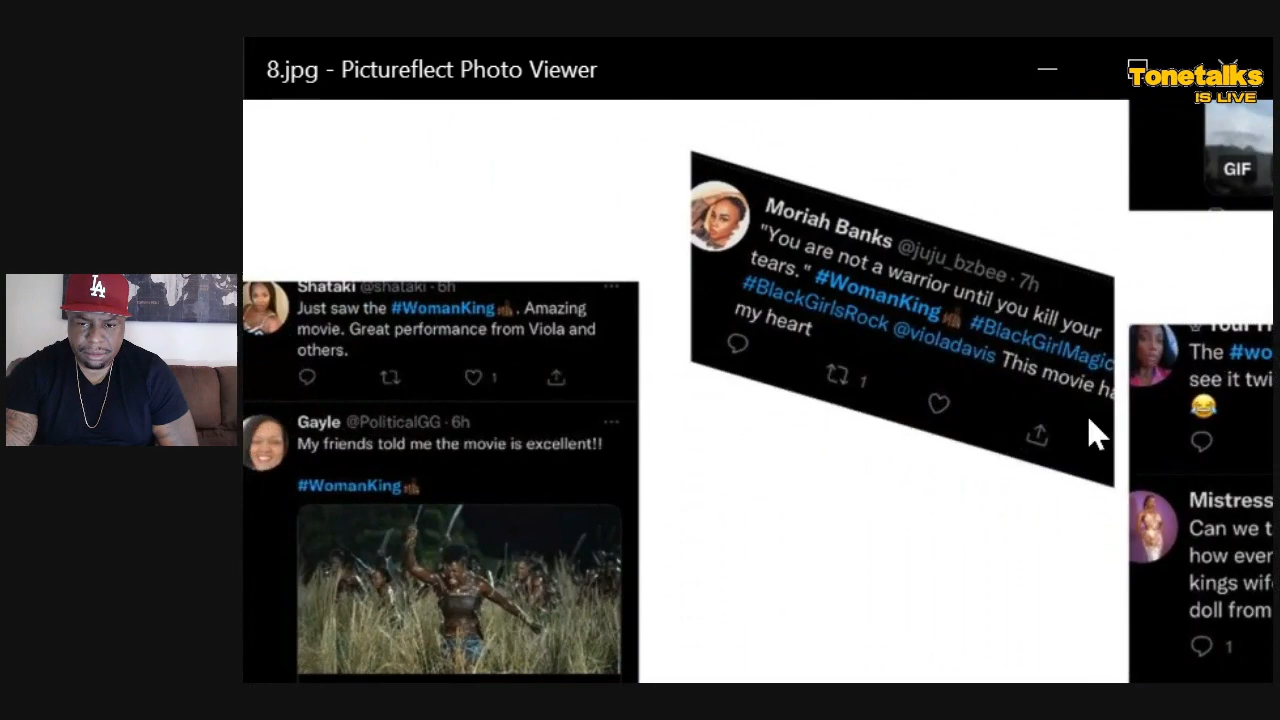 8.jpg - Pictureflect Photo Viewer
Tonetalks
IS LIVE
GIF
Shataki @shataki · 6h
Just saw the #WomanKing. Amazing
movie. Great performance from Viola and
others.
1
Gayle @PoliticalGG · 6h
My friends told me the movie is excellent!!
#WomanKing
Moriah Banks @juju_bzbee · 7h
"You are not a warrior until you kill your
tears." #WomanKing #BlackGirlMagic
#BlackGirlsRock @violadavis This movie ha
my heart
1
The #wo
see it twi
Mistress
Can we t
how ever
kings wif
doll from
1
LA